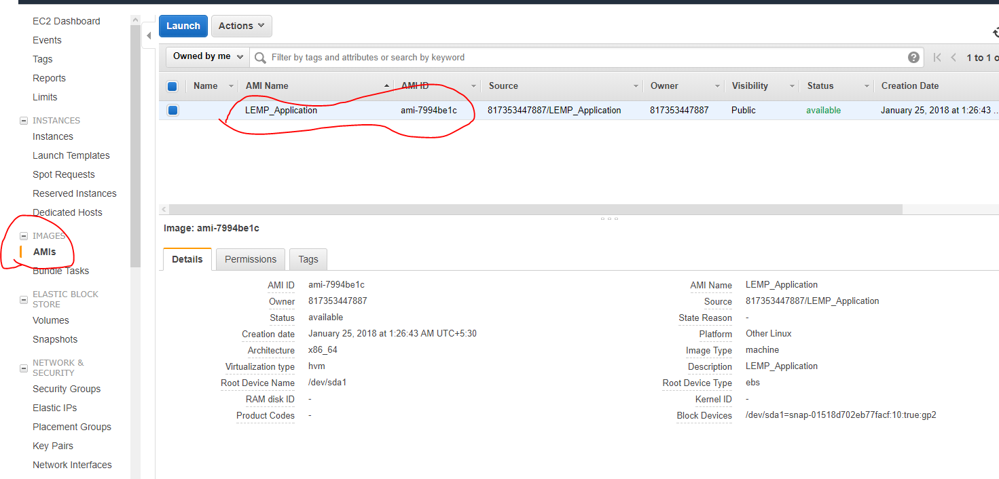 EC2 Dashboard
Events
Tags
Reports
Limits
INSTANCES
Instances
Launch Templates
Spot Requests
Reserved Instances
Dedicated Hosts
IMAGES
AMIs
Bundle Tasks
ELASTIC BLOCK
STORE
Volumes
Snapshots
NETWORK &
SECURITY
Security Groups
Elastic IPs
Placement Groups
Key Pairs
Network Interfaces
Launch Actions
Owned by me Filter by tags and attributes or search by keyword ? 1 to 1 o
Name AMI Name AMI ID Source Owner Visibility Status Creation Date
LEMP_Application ami-7994be1c 817353447887/LEMP_Application 817353447887 Public available January 25, 2018 at 1:26:43 ...
Image: ami-7994be1c
Details Permissions Tags
AMI ID ami-7994be1c AMI Name LEMP_Application
Owner 817353447887 Source 817353447887/LEMP_Application
Status available State Reason -
Creation date January 25, 2018 at 1:26:43 AM UTC+5:30 Platform Other Linux
Architecture x86_64 Image Type machine
Virtualization type hvm Description LEMP_Application
Root Device Name /dev/sda1 Root Device Type ebs
RAM disk ID - Kernel ID -
Product Codes - Block Devices /dev/sda1=snap-01518d702eb77facf:10:true:gp2